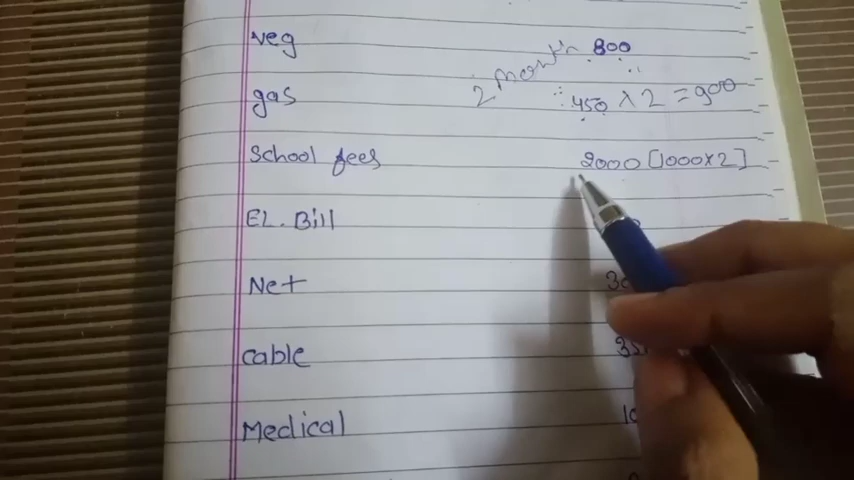 veg 800
gas 2 month 450 x 2 = 900
School fees 2000 [1000x2]
EL. Bill
Net
cable
Medical